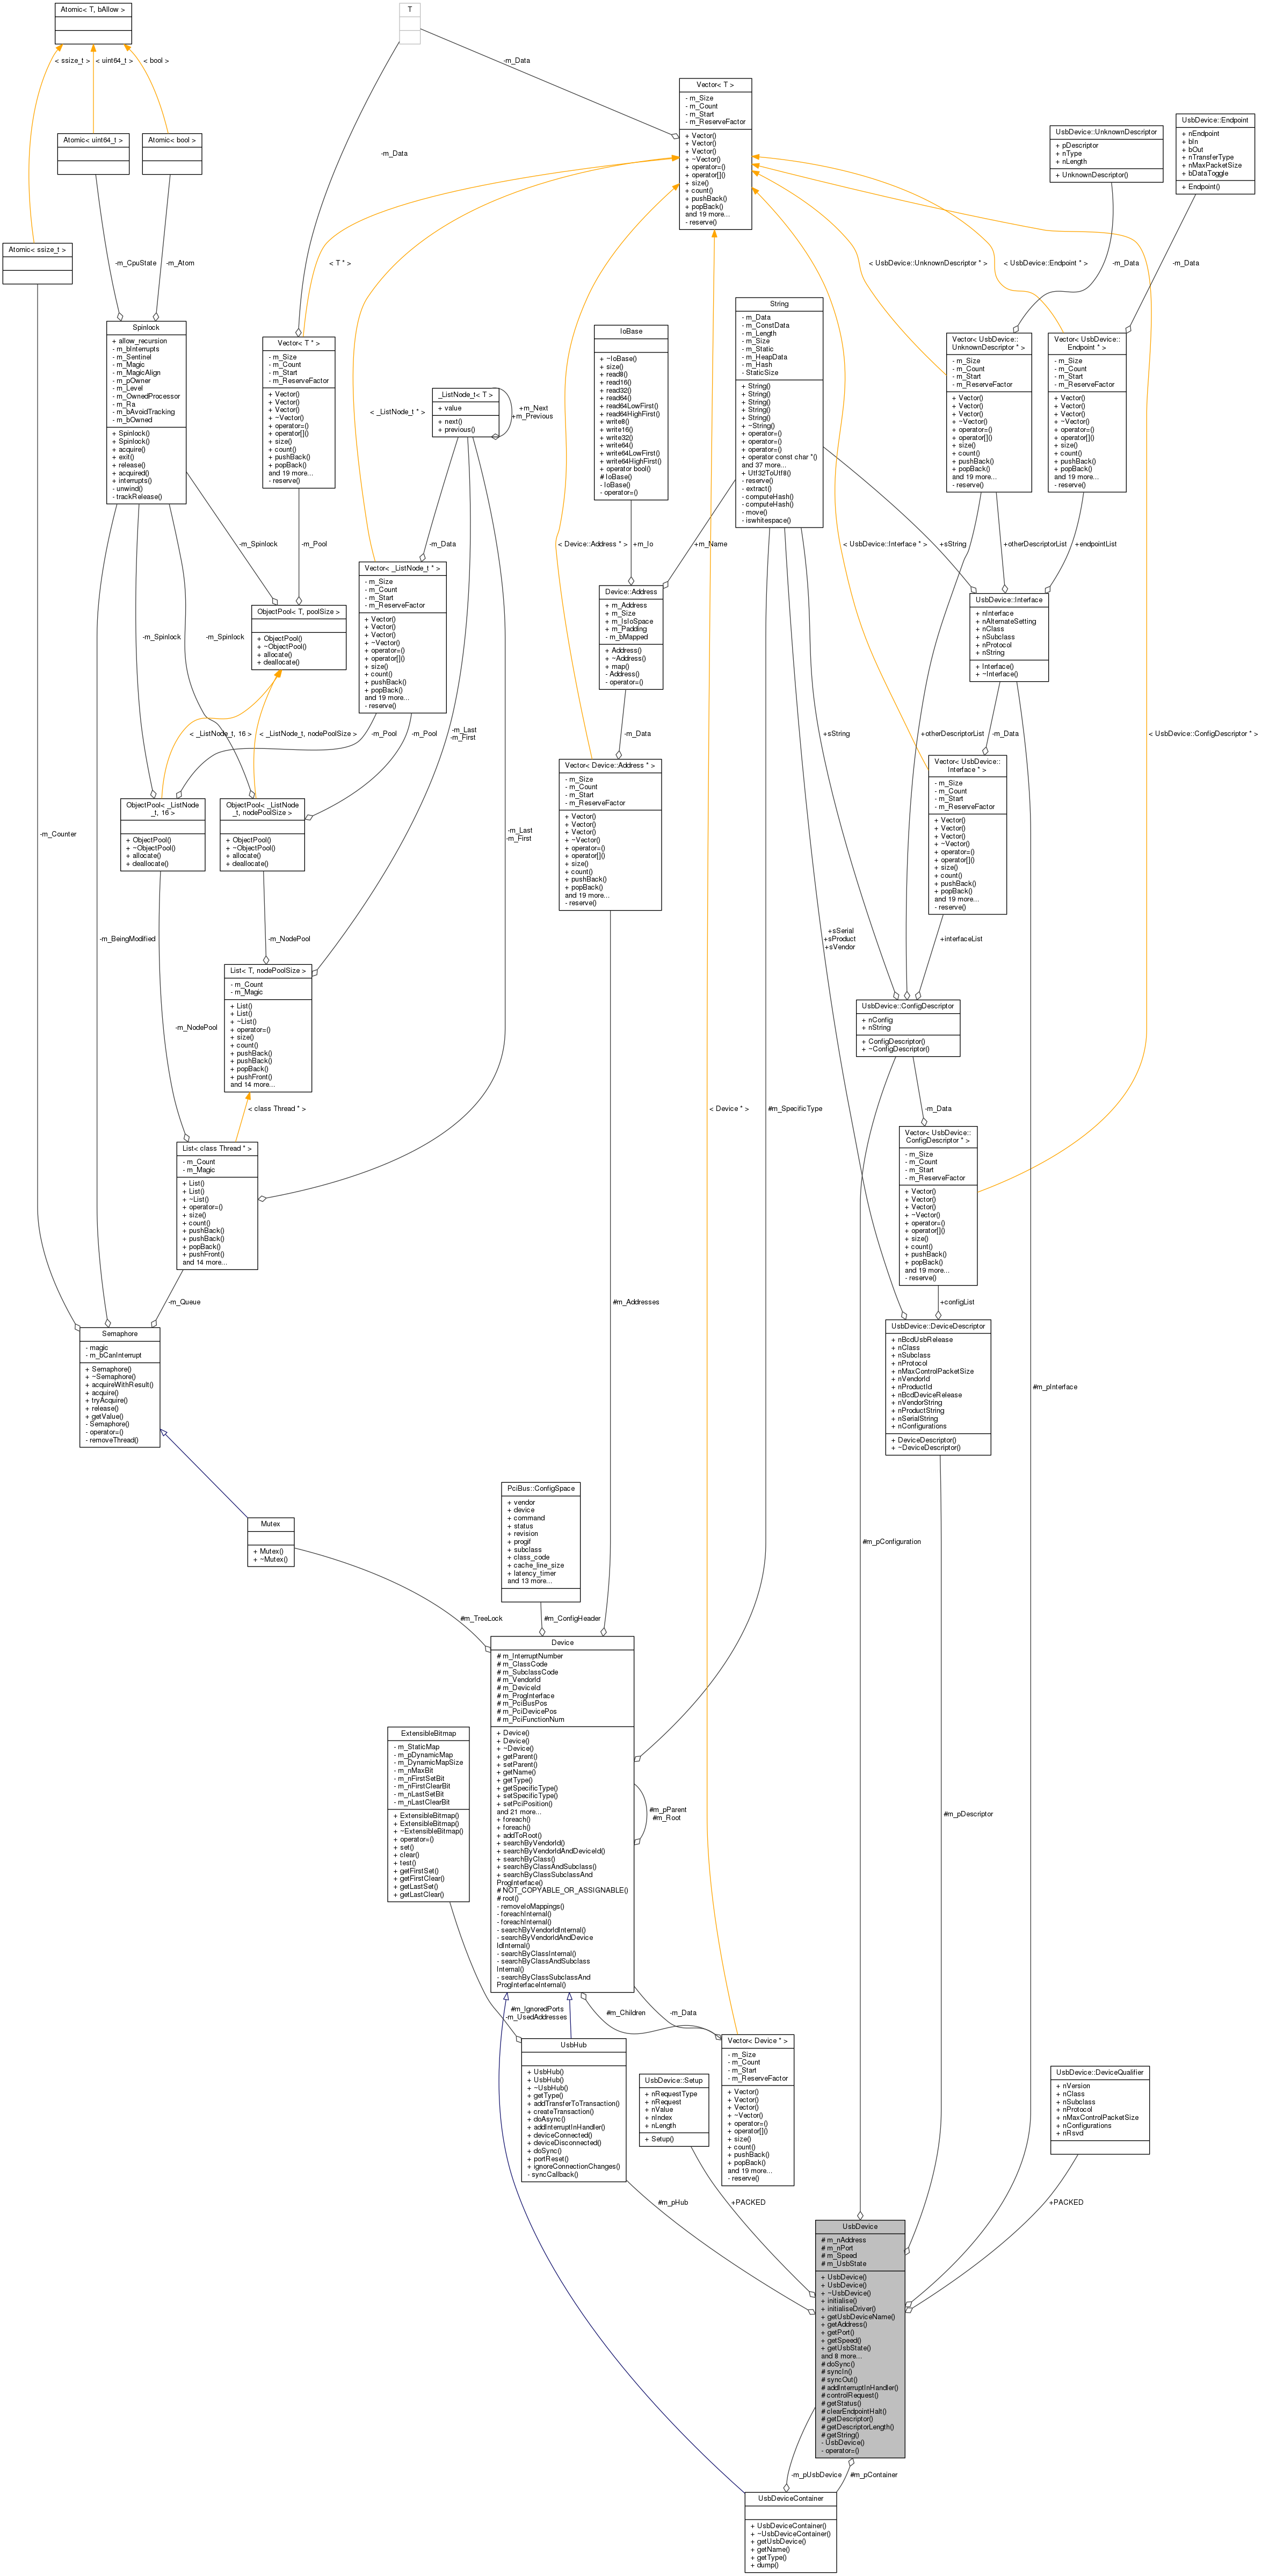 Atomic< T, bAllow >
T
< ssize_t >
< uint64_t >
< bool >
-m_Data
Vector< T >
- m_Size
- m_Count
- m_Start
- m_ReserveFactor
+ Vector()
+ Vector()
+ Vector()
+ ~Vector()
+ operator=()
+ operator[]()
+ size()
+ count()
+ pushBack()
+ popBack()
and 19 more...
- reserve()
UsbDevice::UnknownDescriptor
+ pDescriptor
+ nType
+ nLength
+ UnknownDescriptor()
UsbDevice::Endpoint
+ nEndpoint
+ bIn
+ bOut
+ nTransferType
+ nMaxPacketSize
+ bDataToggle
+ Endpoint()
Atomic< uint64_t >
Atomic< bool >
-m_Data
Atomic< ssize_t >
-m_CpuState
-m_Atom
< T * >
< UsbDevice::UnknownDescriptor * >
< UsbDevice::Endpoint * >
-m_Data
-m_Data
Spinlock
+ allow_recursion
- m_bInterrupts
- m_Sentinel
- m_Magic
- m_MagicAlign
- m_pOwner
- m_Level
- m_OwnedProcessor
- m_Ra
- m_bAvoidTracking
- m_bOwned
+ Spinlock()
+ Spinlock()
+ acquire()
+ exit()
+ release()
+ acquired()
+ interrupts()
- unwind()
- trackRelease()
Vector< T * >
- m_Size
- m_Count
- m_Start
- m_ReserveFactor
+ Vector()
+ Vector()
+ Vector()
+ ~Vector()
+ operator=()
+ operator[]()
+ size()
+ count()
+ pushBack()
+ popBack()
and 19 more...
- reserve()
< _ListNode_t * >
_ListNode_t< T >
+ value
+ next()
+ previous()
+m_Next
+m_Previous
IoBase
+ ~IoBase()
+ size()
+ read8()
+ read16()
+ read32()
+ read64()
+ read64LowFirst()
+ read64HighFirst()
+ write8()
+ write16()
+ write32()
+ write64()
+ write64LowFirst()
+ write64HighFirst()
+ operator bool()
# IoBase()
- IoBase()
- operator=()
String
- m_Data
- m_ConstData
- m_Length
- m_Size
- m_Static
- m_HeapData
- m_Hash
- StaticSize
+ String()
+ String()
+ String()
+ String()
+ String()
+ ~String()
+ operator=()
+ operator=()
+ operator=()
+ operator const char *()
and 37 more...
+ Utf32ToUtf8()
- reserve()
- extract()
- computeHash()
- computeHash()
- move()
- iswhitespace()
Vector< UsbDevice::
UnknownDescriptor * >
- m_Size
- m_Count
- m_Start
- m_ReserveFactor
+ Vector()
+ Vector()
+ Vector()
+ ~Vector()
+ operator=()
+ operator[]()
+ size()
+ count()
+ pushBack()
+ popBack()
and 19 more...
- reserve()
Vector< UsbDevice::
Endpoint * >
- m_Size
- m_Count
- m_Start
- m_ReserveFactor
+ Vector()
+ Vector()
+ Vector()
+ ~Vector()
+ operator=()
+ operator[]()
+ size()
+ count()
+ pushBack()
+ popBack()
and 19 more...
- reserve()
-m_Spinlock
-m_Pool
-m_Data
< Device::Address * >
+m_Io
+m_Name
< UsbDevice::Interface * >
+sString
+otherDescriptorList
+endpointList
Vector< _ListNode_t * >
- m_Size
- m_Count
- m_Start
- m_ReserveFactor
+ Vector()
+ Vector()
+ Vector()
+ ~Vector()
+ operator=()
+ operator[]()
+ size()
+ count()
+ pushBack()
+ popBack()
and 19 more...
- reserve()
Device::Address
+ m_Address
+ m_Size
+ m_IsIoSpace
+ m_Padding
- m_bMapped
+ Address()
+ ~Address()
+ map()
- Address()
- operator=()
UsbDevice::Interface
+ nInterface
+ nAlternateSetting
+ nClass
+ nSubclass
+ nProtocol
+ nString
+ Interface()
+ ~Interface()
-m_Spinlock
-m_Spinlock
ObjectPool< T, poolSize >
+ ObjectPool()
+ ~ObjectPool()
+ allocate()
+ deallocate()
< _ListNode_t, 16 >
< _ListNode_t, nodePoolSize >
-m_Pool
-m_Pool
-m_Last
-m_First
-m_Data
+sString
+otherDescriptorList
-m_Data
< UsbDevice::ConfigDescriptor * >
Vector< Device::Address * >
- m_Size
- m_Count
- m_Start
- m_ReserveFactor
+ Vector()
+ Vector()
+ Vector()
+ ~Vector()
+ operator=()
+ operator[]()
+ size()
+ count()
+ pushBack()
+ popBack()
and 19 more...
- reserve()
Vector< UsbDevice::
Interface * >
- m_Size
- m_Count
- m_Start
- m_ReserveFactor
+ Vector()
+ Vector()
+ Vector()
+ ~Vector()
+ operator=()
+ operator[]()
+ size()
+ count()
+ pushBack()
+ popBack()
and 19 more...
- reserve()
-m_Counter
ObjectPool< _ListNode
_t, 16 >
+ ObjectPool()
+ ~ObjectPool()
+ allocate()
+ deallocate()
ObjectPool< _ListNode
_t, nodePoolSize >
+ ObjectPool()
+ ~ObjectPool()
+ allocate()
+ deallocate()
-m_Last
-m_First
-m_BeingModified
-m_NodePool
+sSerial
+sProduct
+sVendor
+interfaceList
List< T, nodePoolSize >
- m_Count
- m_Magic
+ List()
+ List()
+ ~List()
+ operator=()
+ size()
+ count()
+ pushBack()
+ pushBack()
+ popBack()
+ pushFront()
and 14 more...
-m_NodePool
UsbDevice::ConfigDescriptor
+ nConfig
+ nString
+ ConfigDescriptor()
+ ~ConfigDescriptor()
< class Thread * >
< Device * >
#m_SpecificType
-m_Data
List< class Thread * >
- m_Count
- m_Magic
+ List()
+ List()
+ ~List()
+ operator=()
+ size()
+ count()
+ pushBack()
+ pushBack()
+ popBack()
+ pushFront()
and 14 more...
Vector< UsbDevice::
ConfigDescriptor * >
- m_Size
- m_Count
- m_Start
- m_ReserveFactor
+ Vector()
+ Vector()
+ Vector()
+ ~Vector()
+ operator=()
+ operator[]()
+ size()
+ count()
+ pushBack()
+ popBack()
and 19 more...
- reserve()
-m_Queue
#m_Addresses
+configList
Semaphore
- magic
- m_bCanInterrupt
+ Semaphore()
+ ~Semaphore()
+ acquireWithResult()
+ acquire()
+ tryAcquire()
+ release()
+ getValue()
- Semaphore()
- operator=()
- removeThread()
UsbDevice::DeviceDescriptor
+ nBcdUsbRelease
+ nClass
+ nSubclass
+ nProtocol
+ nMaxControlPacketSize
+ nVendorId
+ nProductId
+ nBcdDeviceRelease
+ nVendorString
+ nProductString
+ nSerialString
+ nConfigurations
+ DeviceDescriptor()
+ ~DeviceDescriptor()
#m_pInterface
PciBus::ConfigSpace
+ vendor
+ device
+ command
+ status
+ revision
+ progif
+ subclass
+ class_code
+ cache_line_size
+ latency_timer
and 13 more...
Mutex
+ Mutex()
+ ~Mutex()
#m_pConfiguration
#m_TreeLock
#m_ConfigHeader
Device
# m_InterruptNumber
# m_ClassCode
# m_SubclassCode
# m_VendorId
# m_DeviceId
# m_ProgInterface
# m_PciBusPos
# m_PciDevicePos
# m_PciFunctionNum
+ Device()
+ Device()
+ ~Device()
+ getParent()
+ setParent()
+ getName()
+ getType()
+ getSpecificType()
+ setSpecificType()
+ setPciPosition()
and 21 more...
+ foreach()
+ foreach()
+ addToRoot()
+ searchByVendorId()
+ searchByVendorIdAndDeviceId()
+ searchByClass()
+ searchByClassAndSubclass()
+ searchByClassSubclassAnd
ProgInterface()
# NOT_COPYABLE_OR_ASSIGNABLE()
# root()
- removeIoMappings()
- foreachInternal()
- foreachInternal()
- searchByVendorIdInternal()
- searchByVendorIdAndDevice
IdInternal()
- searchByClassInternal()
- searchByClassAndSubclass
Internal()
- searchByClassSubclassAnd
ProgInterfaceInternal()
ExtensibleBitmap
- m_StaticMap
- m_pDynamicMap
- m_DynamicMapSize
- m_nMaxBit
- m_nFirstSetBit
- m_nFirstClearBit
- m_nLastSetBit
- m_nLastClearBit
+ ExtensibleBitmap()
+ ExtensibleBitmap()
+ ~ExtensibleBitmap()
+ operator=()
+ set()
+ clear()
+ test()
+ getFirstSet()
+ getFirstClear()
+ getLastSet()
+ getLastClear()
#m_pParent
#m_Root
#m_pDescriptor
#m_IgnoredPorts
-m_UsedAddresses
#m_Children
-m_Data
UsbHub
+ UsbHub()
+ UsbHub()
+ ~UsbHub()
+ getType()
+ addTransferToTransaction()
+ createTransaction()
+ doAsync()
+ addInterruptInHandler()
+ deviceConnected()
+ deviceDisconnected()
+ doSync()
+ portReset()
+ ignoreConnectionChanges()
- syncCallback()
UsbDevice::Setup
+ nRequestType
+ nRequest
+ nValue
+ nIndex
+ nLength
+ Setup()
Vector< Device * >
- m_Size
- m_Count
- m_Start
- m_ReserveFactor
+ Vector()
+ Vector()
+ Vector()
+ ~Vector()
+ operator=()
+ operator[]()
+ size()
+ count()
+ pushBack()
+ popBack()
and 19 more...
- reserve()
UsbDevice::DeviceQualifier
+ nVersion
+ nClass
+ nSubclass
+ nProtocol
+ nMaxControlPacketSize
+ nConfigurations
+ nRsvd
#m_pHub
+PACKED
+PACKED
UsbDevice
# m_nAddress
# m_nPort
# m_Speed
# m_UsbState
+ UsbDevice()
+ UsbDevice()
+ ~UsbDevice()
+ initialise()
+ initialiseDriver()
+ getUsbDeviceName()
+ getAddress()
+ getPort()
+ getSpeed()
+ getUsbState()
and 8 more...
# doSync()
# syncIn()
# syncOut()
# addInterruptInHandler()
# controlRequest()
# getStatus()
# clearEndpointHalt()
# getDescriptor()
# getDescriptorLength()
# getString()
- UsbDevice()
- operator=()
-m_pUsbDevice
#m_pContainer
UsbDeviceContainer
+ UsbDeviceContainer()
+ ~UsbDeviceContainer()
+ getUsbDevice()
+ getName()
+ getType()
+ dump()